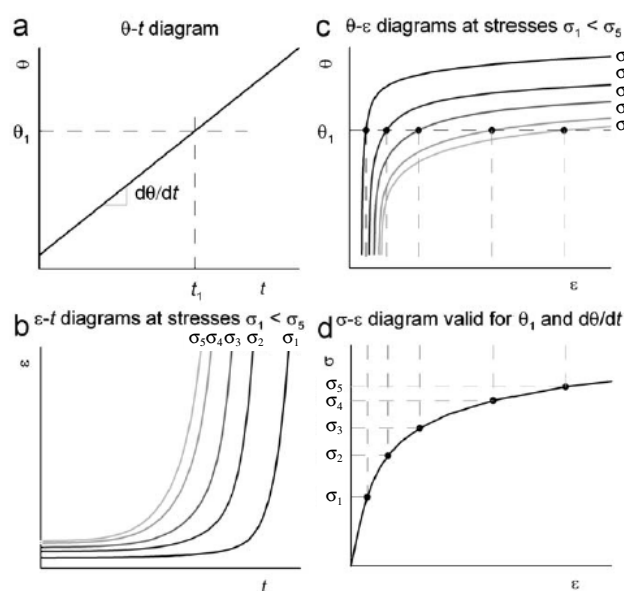 a
θ-t diagram
θ
θ₁
dθ/dt
t₁
t
c
θ-ε diagrams at stresses σ₁ < σ₅
θ
θ₁
σ
σ
σ
σ
σ
ε
b
ε-t diagrams at stresses σ₁ < σ₅
ε
σ₅σ₄σ₃ σ₂ σ₁
t
d
σ-ε diagram valid for θ₁ and dθ/dt
σ
σ₅
σ₄
σ₃
σ₂
σ₁
ε